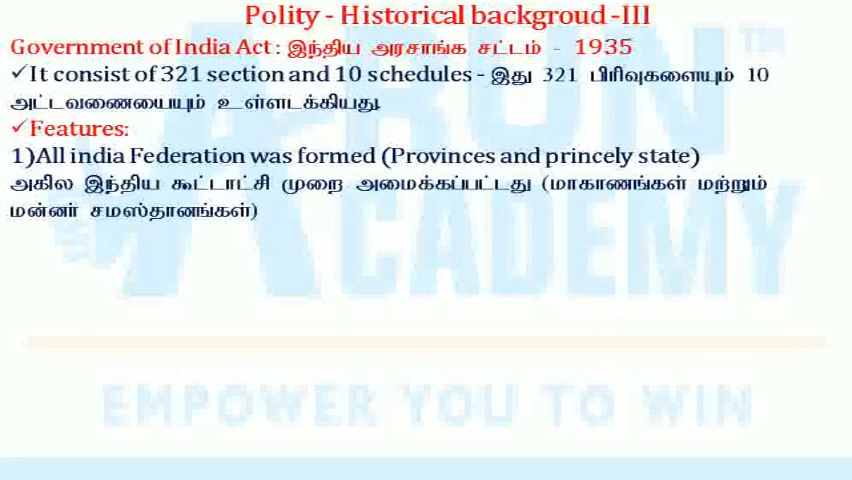 Polity - Historical backgroud -III
Government of India Act : இந்திய அரசாங்க சட்டம் - 1935
✓It consist of 321 section and 10 schedules - இது 321 பிரிவுகளையும் 10
அட்டவணையையும் உள்ளடக்கியது.
✓Features:
1)All india Federation was formed (Provinces and princely state)
அகில இந்திய கூட்டாட்சி முறை அமைக்கப்பட்டது (மாகாணங்கள் மற்றும்
மன்னர் சமஸ்தானங்கள்)
ARUN TM
ACADEMY
EMPOWER YOU TO WIN